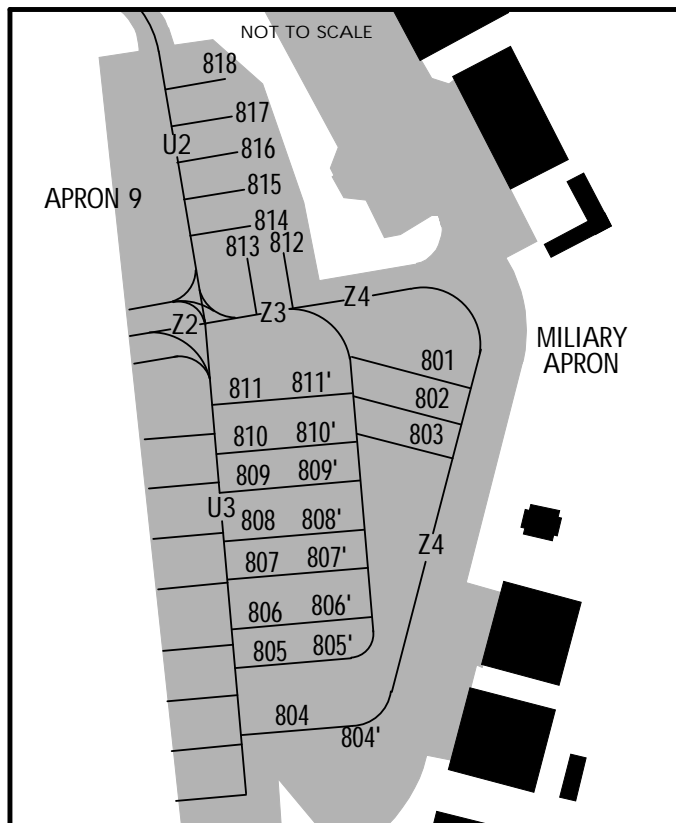 NOT TO SCALE
818
817
U2
816
815
APRON 9
814
813
812
Z4
Z3
Z2
MILIARY
APRON
801
811 811'
802
810 810'
803
809 809'
U3
808 808'
Z4
807 807'
806 806'
805 805'
804
804'